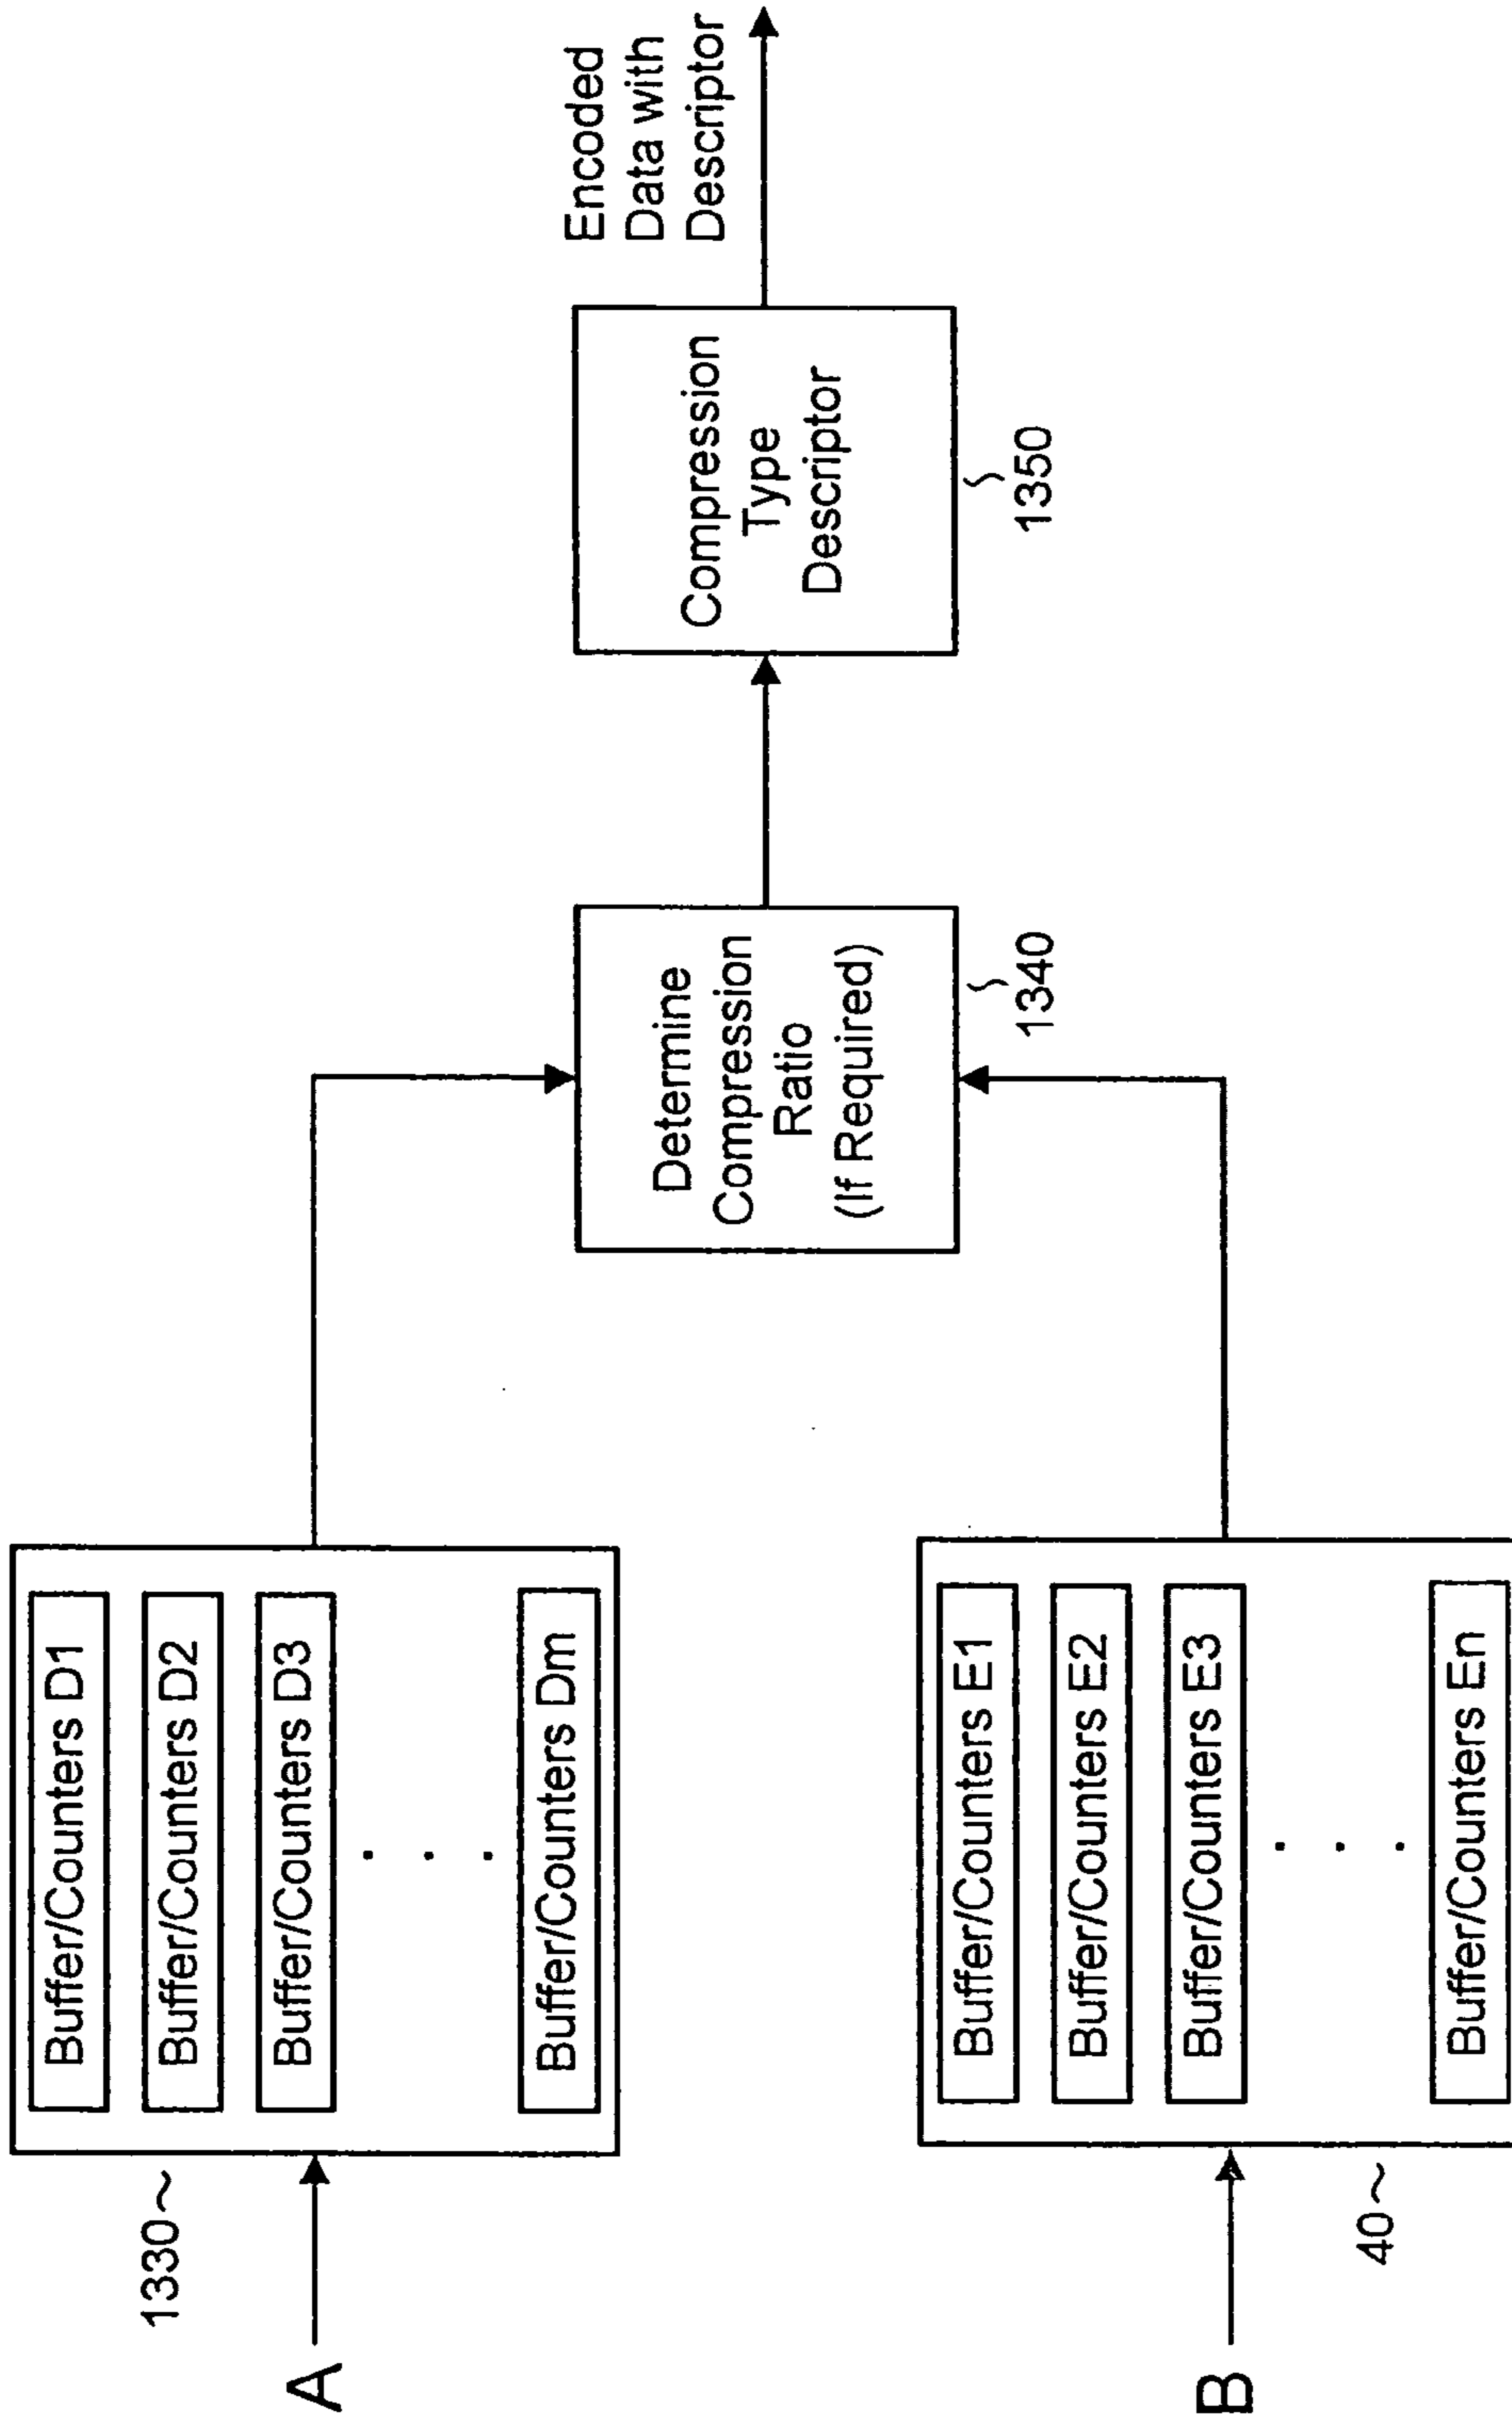 A
1330
Buffer/Counters D1
Buffer/Counters D2
Buffer/Counters D3
. . .
Buffer/Counters Dm
B
40
Buffer/Counters E1
Buffer/Counters E2
Buffer/Counters E3
. . .
Buffer/Counters En
Determine
Compression
Ratio
(If Required)
1340
Compression
Type
Descriptor
1350
Encoded
Data with
Descriptor